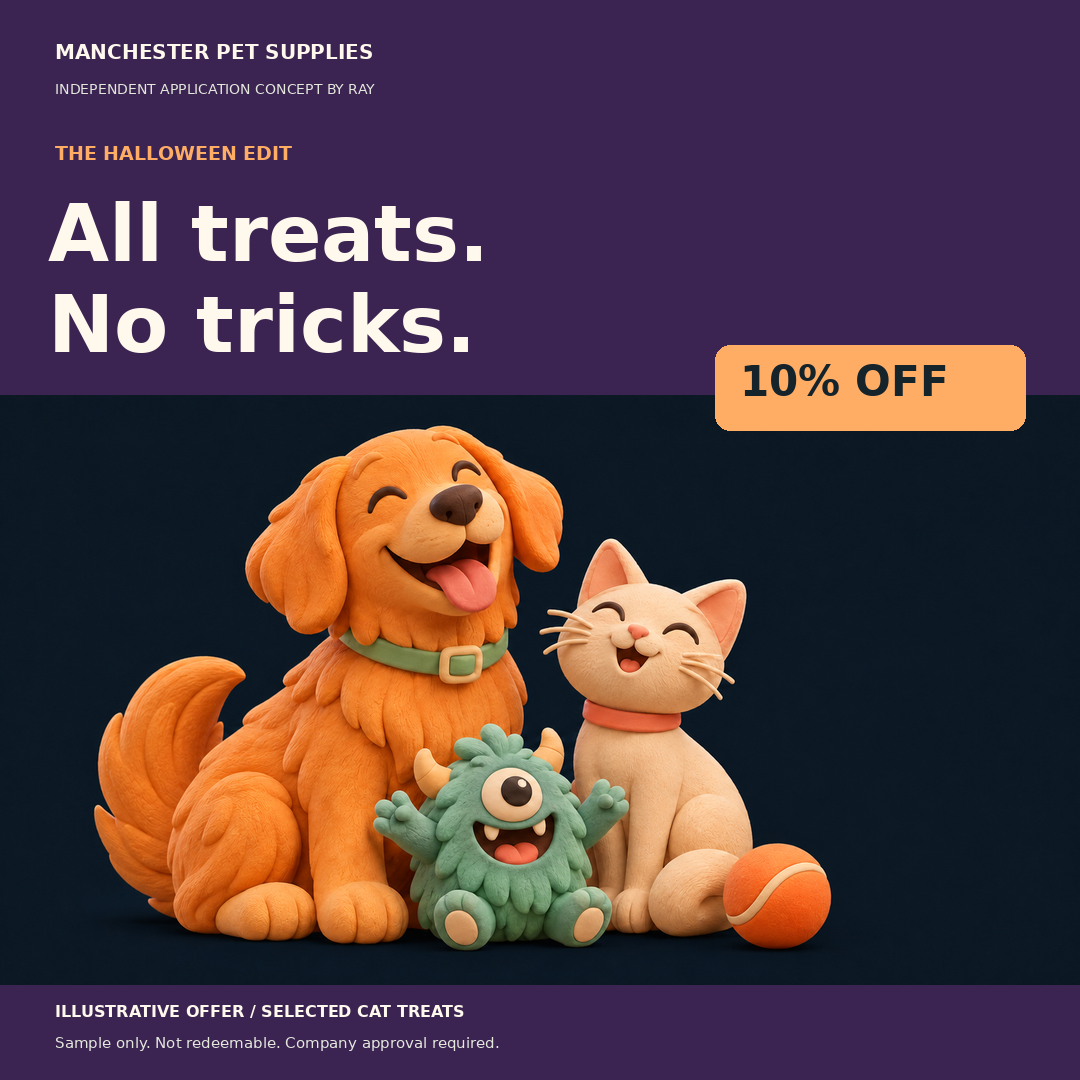 MANCHESTER PET SUPPLIES
INDEPENDENT APPLICATION CONCEPT BY RAY
THE HALLOWEEN EDIT
All treats.
No tricks.
10% OFF
ILLUSTRATIVE OFFER / SELECTED CAT TREATS
Sample only. Not redeemable. Company approval required.